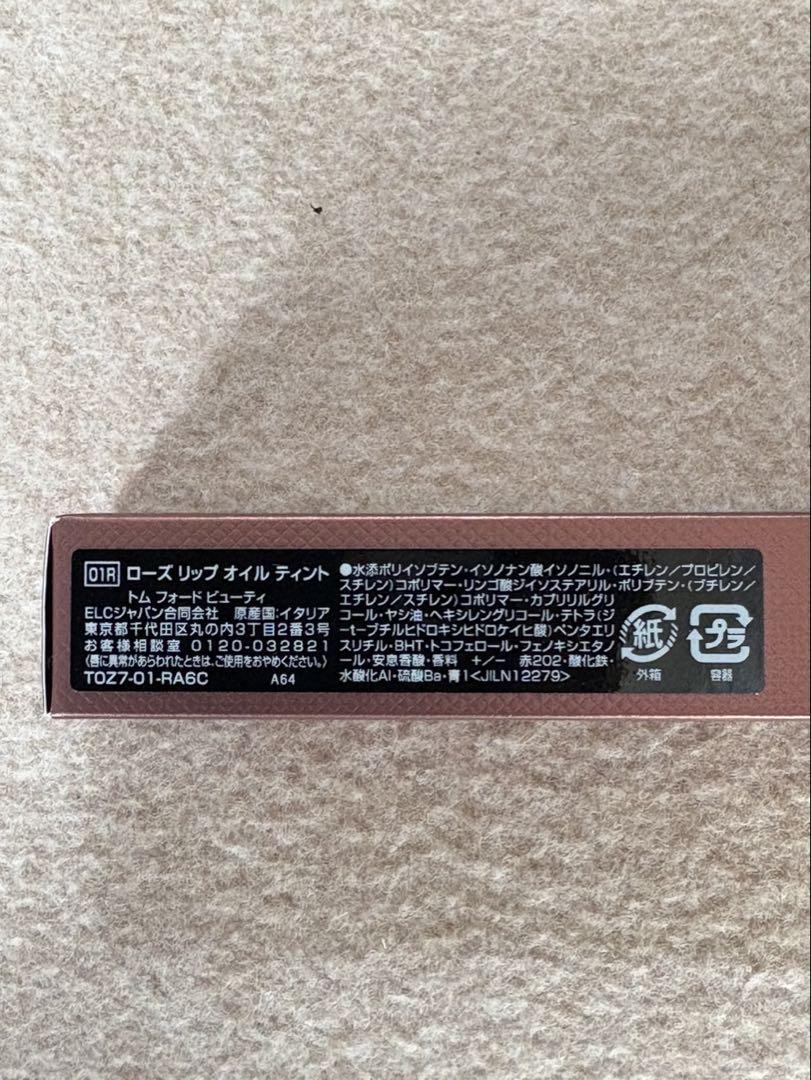 01R ローズ リップ オイル ティント
トム フォード ビューティ
ELCジャパン合同会社 原産国:イタリア
東京都千代田区丸の内3丁目2番3号
お客様相談室 0120-032821
〈唇に異常があらわれたときは、ご使用をおやめください。〉
TOZ7-01-RA6C A64
●水添ポリイソブテン・イソノナン酸イソノニル・(エチレン/プロピレン/
スチレン)コポリマー・リンゴ酸ジイソステアリル・ポリブテン・(ブチレン/
エチレン/スチレン)コポリマー・カプリリルグリ
コール・ヤシ油・ヘキシレングリコール・テトラ(ジ
-t-ブチルヒドロキシヒドロケイヒ酸)ペンタエリ
スリチル・BHT・トコフェロール・フェノキシエタノ
ール・安息香酸・香料 +/- 赤202・酸化鉄・
水酸化Al・硫酸Ba・青1<JILN12279>
紙
外箱
プラ
容器